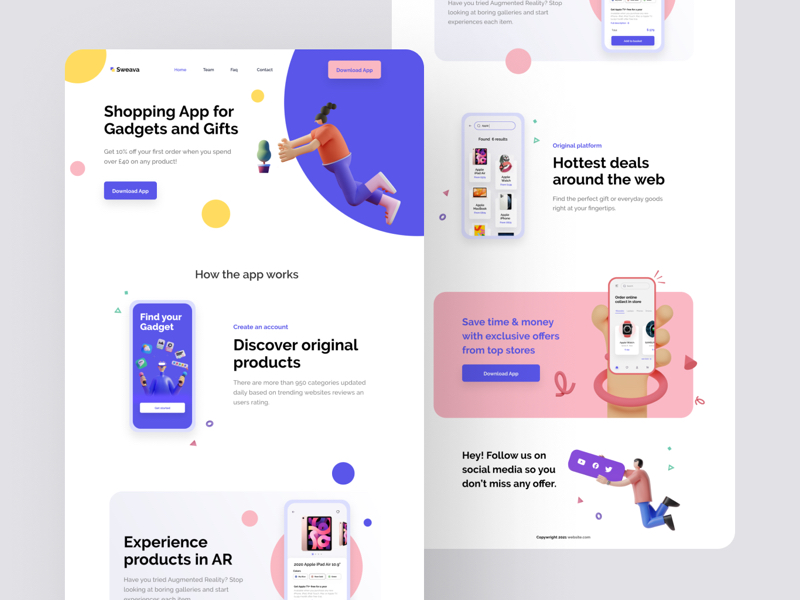 Sweava
Home
Team
Faq
Contact
Download App
Shopping App for
Gadgets and Gifts
Get 10% off your first order when you spend
over £40 on any product!
Download App
How the app works
Find your
Gadget
Get started
Create an account
Discover original
products
There are more than 950 categories updated
daily based on trending websites reviews an
users rating.
Experience
products in AR
Have you tried Augmented Reality? Stop
looking at boring galleries and start
experiences each item.
2020 Apple iPad Air 10.9"
Have you tried Augmented Reality? Stop
looking at boring galleries and start
experiences each item.
Found 6 results
Apple
iPad Air
Apple
Watch
Apple
MacBook
Apple
iPhone
Original platform
Hottest deals
around the web
Find the perfect gift or everyday goods
right at your fingertips.
Save time & money
with exclusive offers
from top stores
Download App
Order online
collect in store
Apple Watch
Hey! Follow us on
social media so you
don't miss any offer.
Copyright 2021 website.com